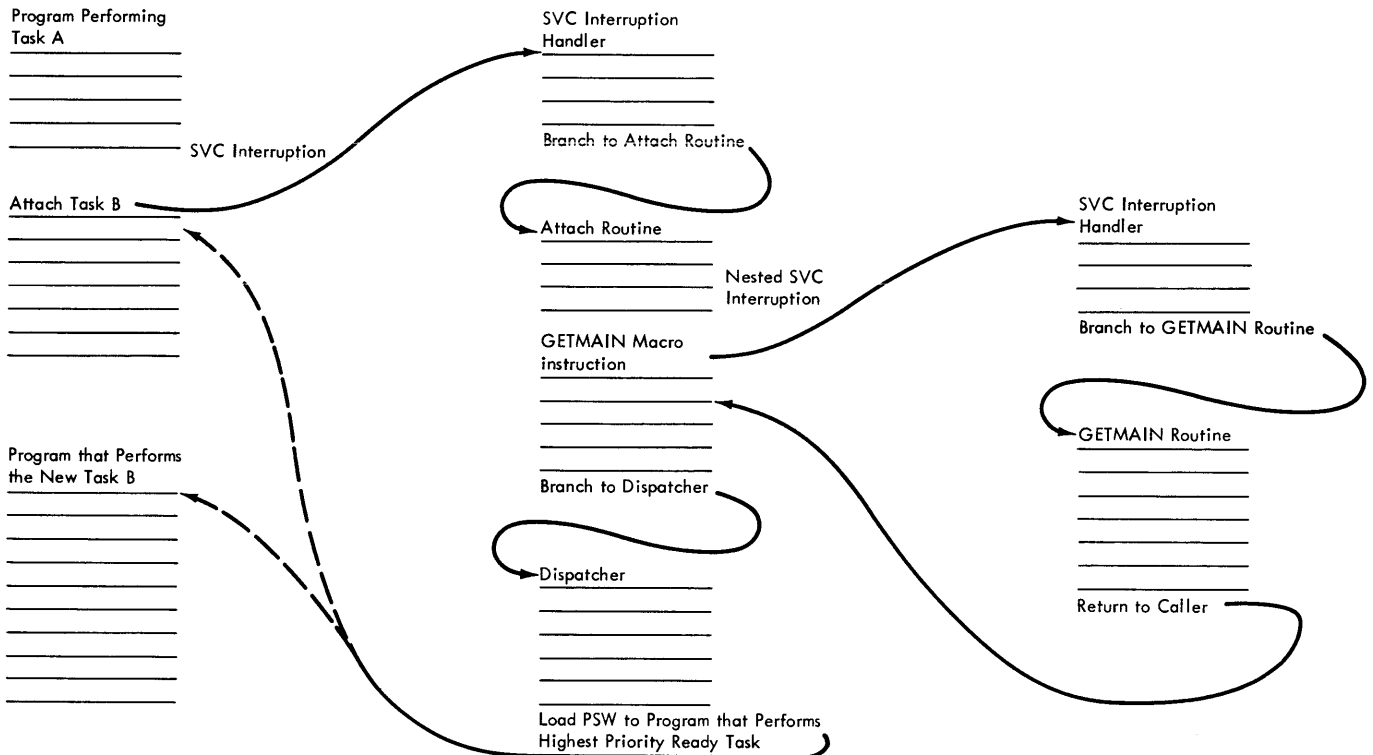 Program Performing
Task A
SVC Interruption
Attach Task B
Program that Performs
the New Task B
SVC Interruption
Handler
Branch to Attach Routine
Attach Routine
Nested SVC
Interruption
GETMAIN Macro
instruction
Branch to Dispatcher
Dispatcher
Load PSW to Program that Performs
Highest Priority Ready Task
SVC Interruption
Handler
Branch to GETMAIN Routine
GETMAIN Routine
Return to Caller